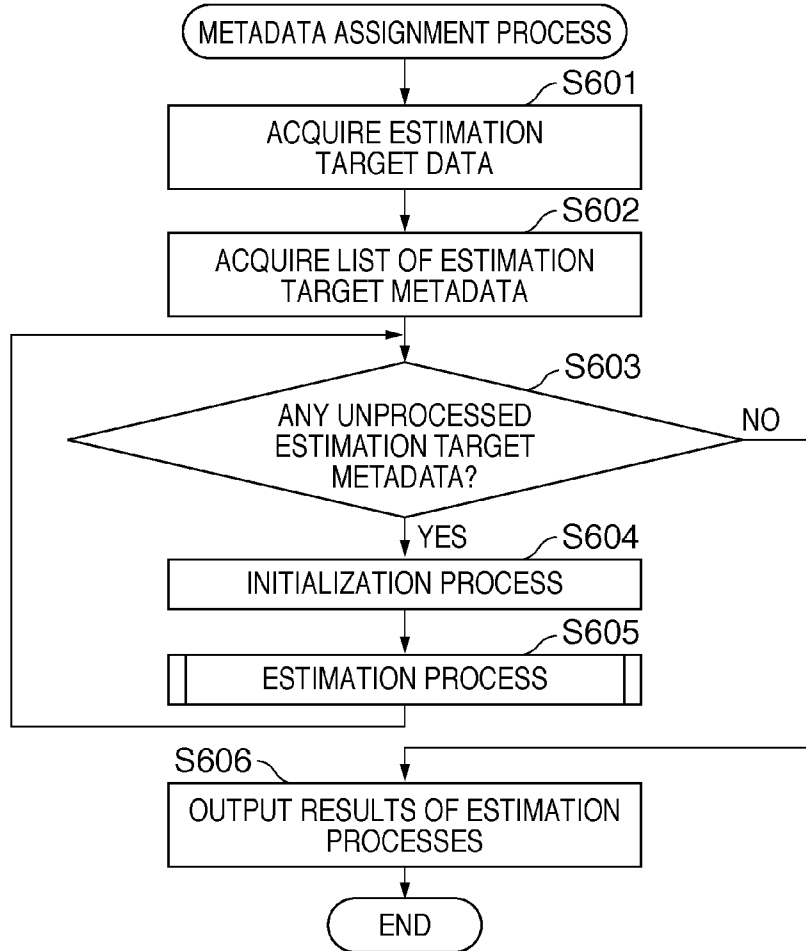 METADATA ASSIGNMENT PROCESS
S601
ACQUIRE ESTIMATION
TARGET DATA
S602
ACQUIRE LIST OF ESTIMATION
TARGET METADATA
S603
ANY UNPROCESSED
ESTIMATION TARGET
METADATA?
NO
YES
S604
INITIALIZATION PROCESS
S605
ESTIMATION PROCESS
S606
OUTPUT RESULTS OF ESTIMATION
PROCESSES
END